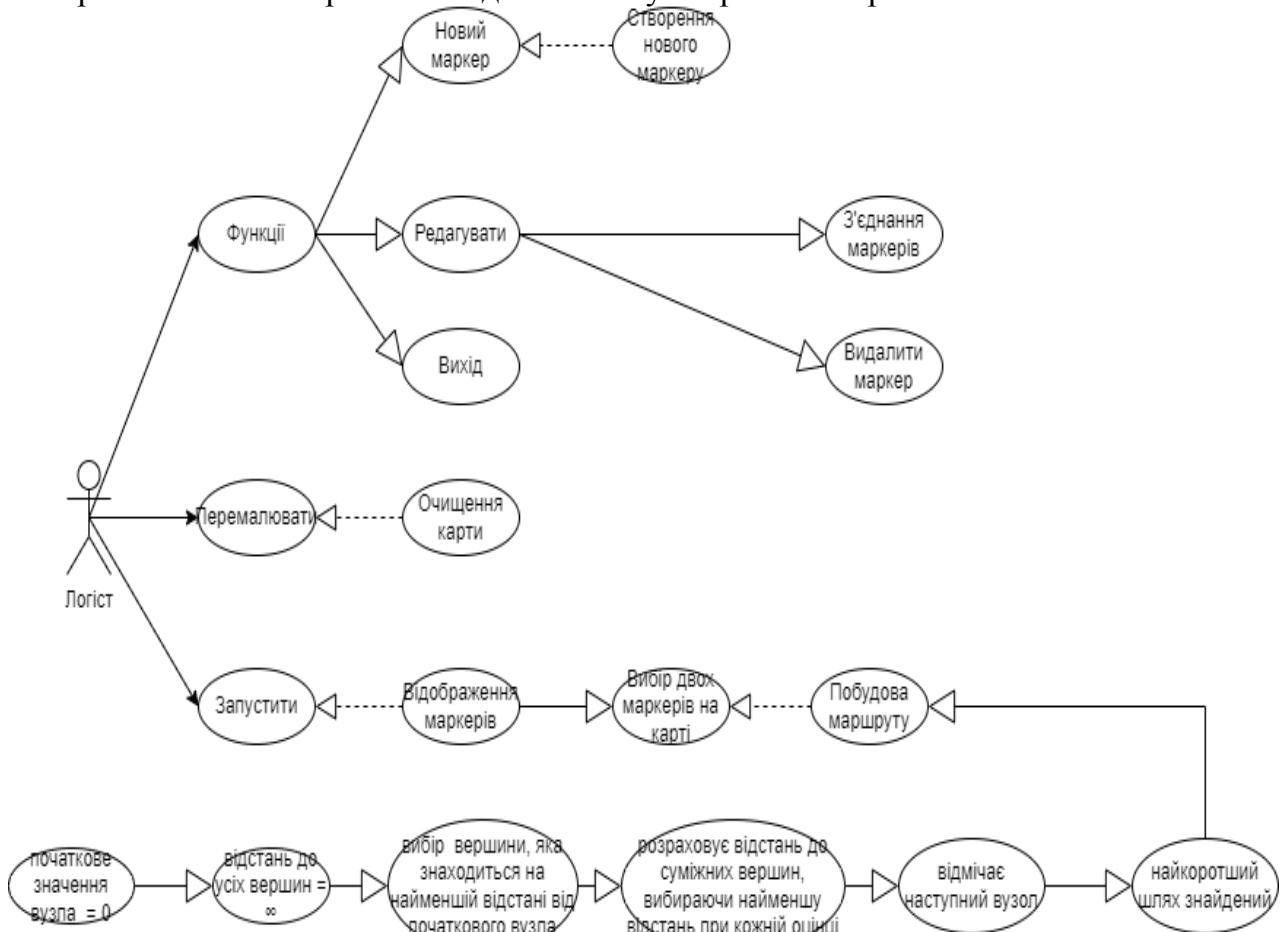 Новий
маркер
Створення
нового
маркеру
Функції
Редагувати
З'єднання
маркерів
Вихід
Видалити
маркер
Перемалювати
Очищення
карти
Логіст
Запустити
Відображення
маркерів
Вибір двох
маркерів на
карті
Побудова
маршруту
початкове
значення
вузла = 0
відстань до
усіх вершин =
∞
вибір вершини, яка
знаходиться на
найменшій відстані від
початкового вузла
розраховує відстань до
суміжних вершин,
вибираючи найменшу
відстань при кожній оцінці
відмічає
наступний вузол
найкоротший
шлях знайдений